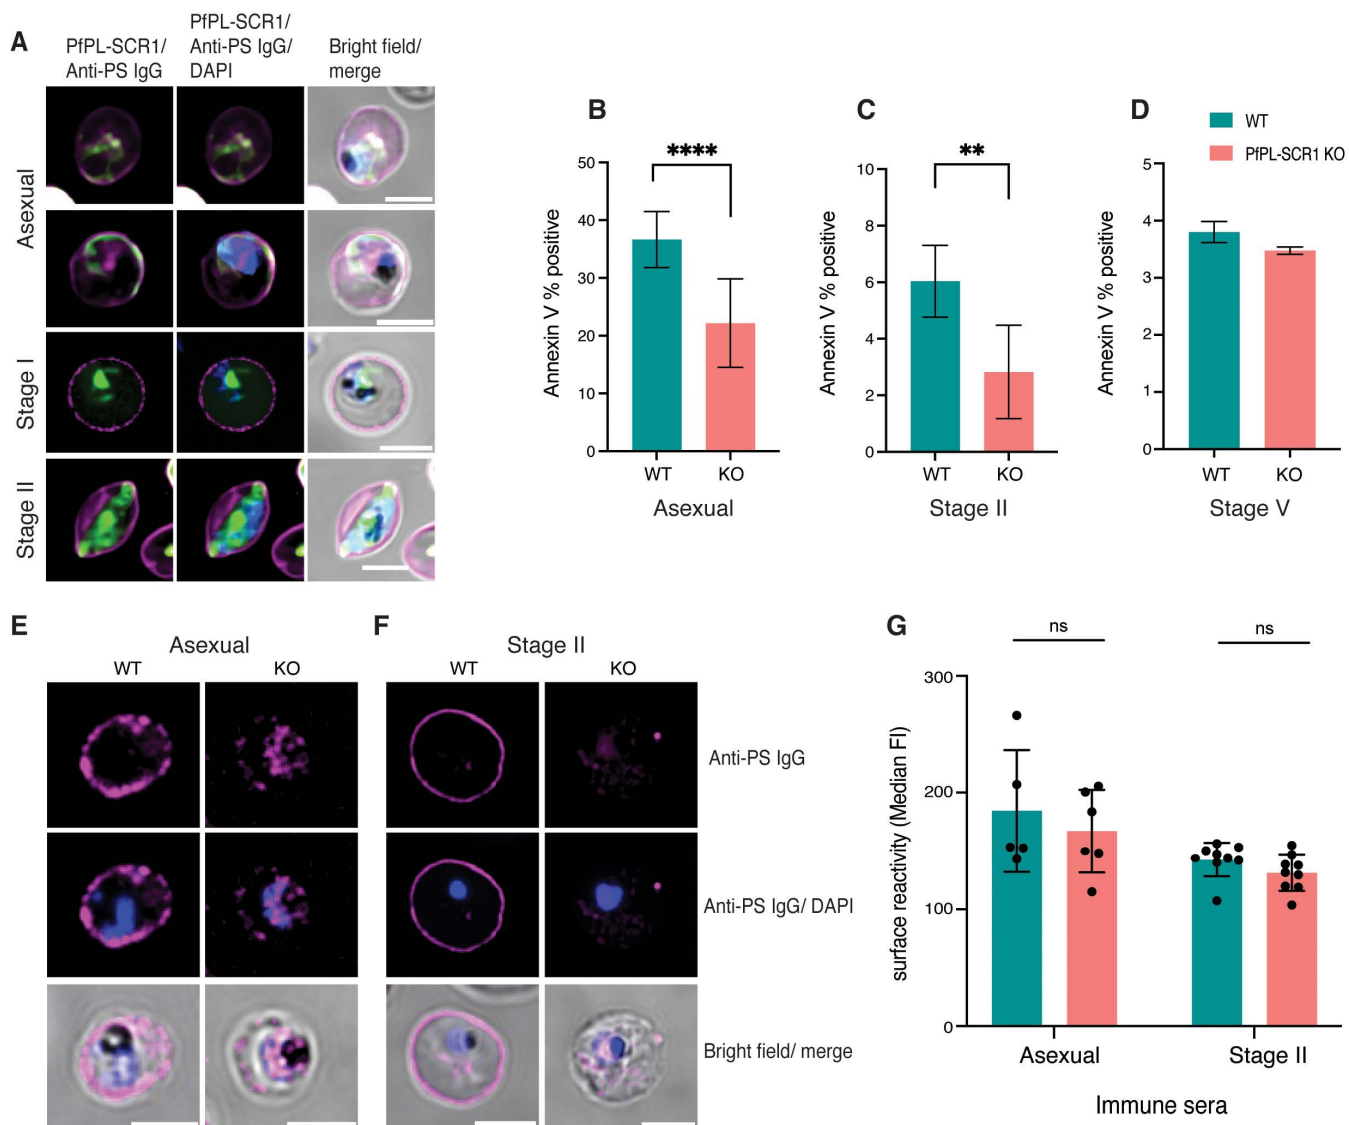 A
PfPL-SCR1/
Anti-PS IgG
PfPL-SCR1/
Anti-PS IgG/
DAPI
Bright field/
merge
Asexual
Stage I
Stage II
B
****
Annexin V % positive
50
40
30
20
10
0
WT
KO
Asexual
C
**
Annexin V % positive
10
8
6
4
2
0
WT
KO
Stage II
D
WT
PfPL-SCR1 KO
Annexin V % positive
5
4
3
2
1
0
WT
KO
Stage V
E
Asexual
WT
KO
F
Stage II
WT
KO
Anti-PS IgG
Anti-PS IgG/ DAPI
Bright field/ merge
G
ns
ns
surface reactivity (Median FI)
300
200
100
0
Asexual
Stage II
Immune sera